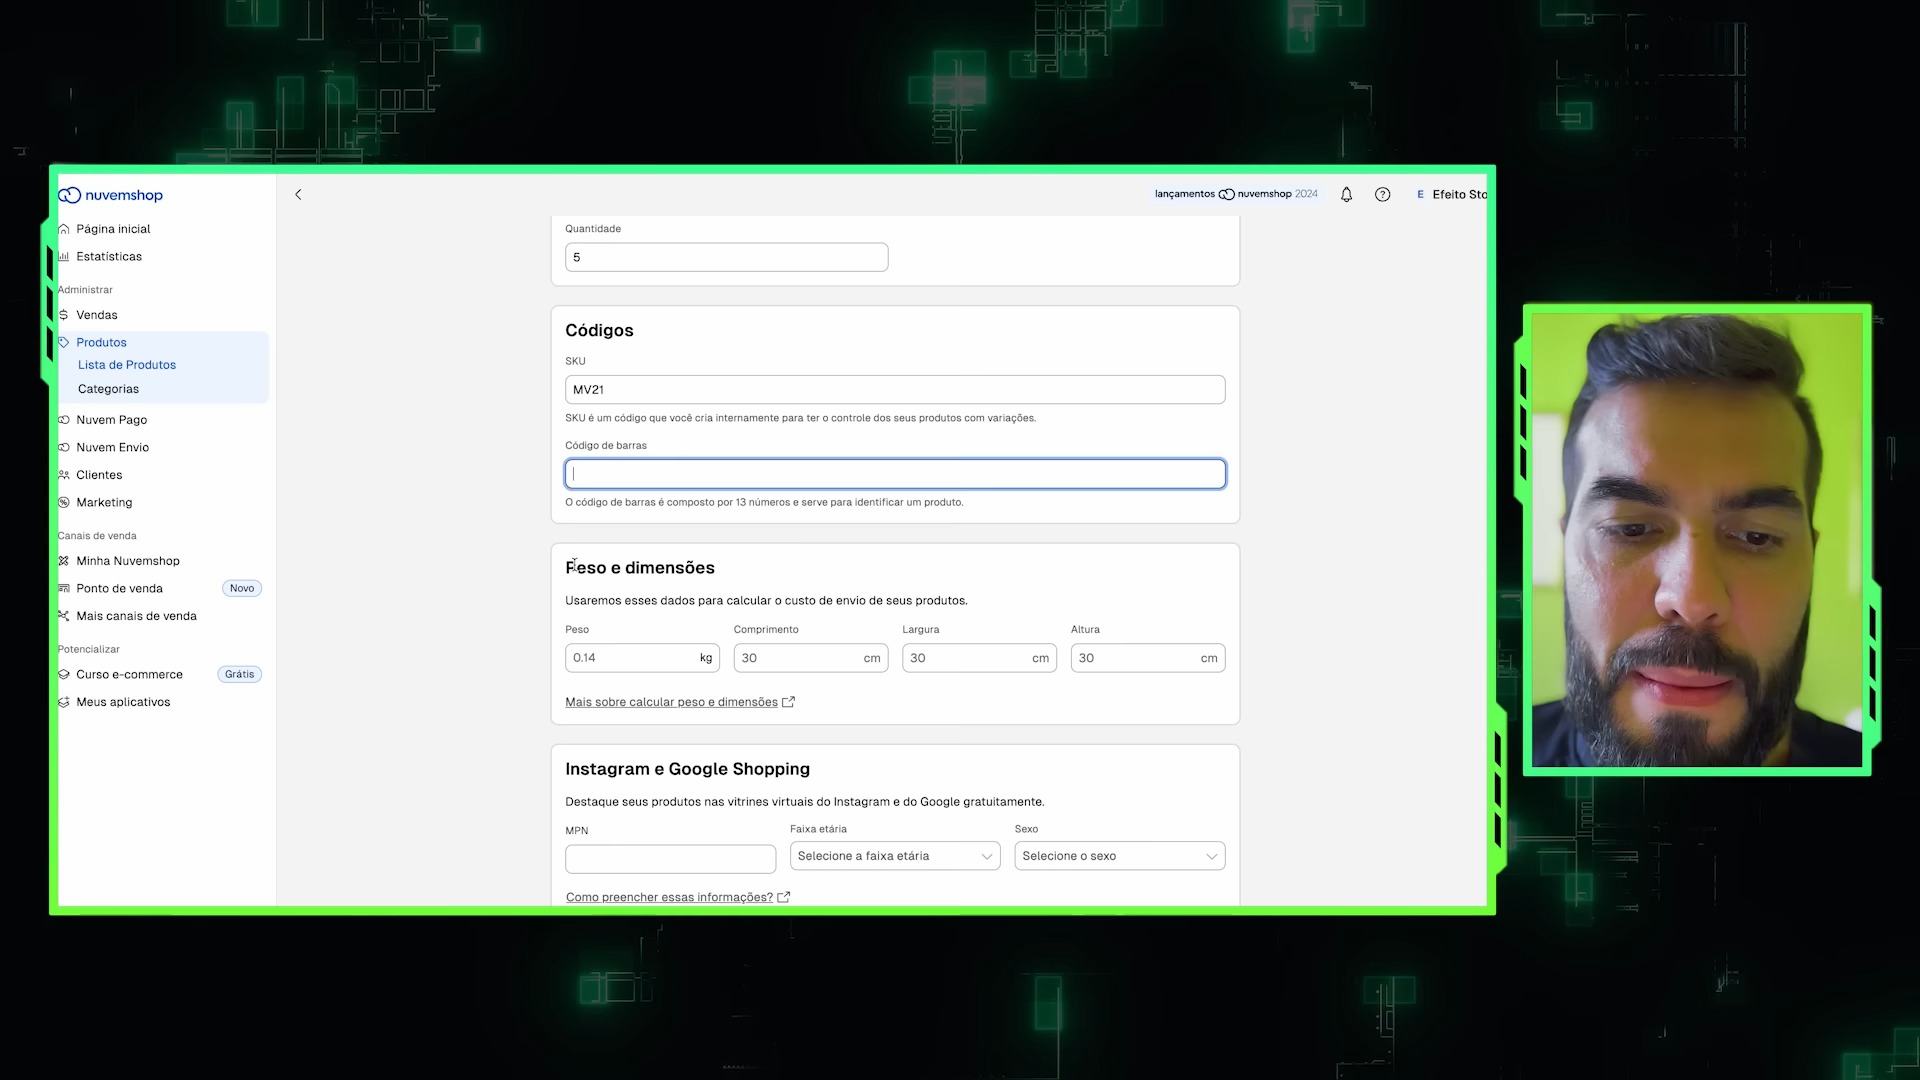 nuvemshop
lançamentos nuvemshop 2024
E Efeito Sto
Página inicial
Estatísticas
Administrar
Vendas
Produtos
Lista de Produtos
Categorias
Nuvem Pago
Nuvem Envio
Clientes
Marketing
Canais de venda
Minha Nuvemshop
Ponto de venda Novo
Mais canais de venda
Potencializar
Curso e-commerce Grátis
Meus aplicativos
Quantidade
5
Códigos
SKU
MV21
SKU é um código que você cria internamente para ter o controle dos seus produtos com variações.
Código de barras
O código de barras é composto por 13 números e serve para identificar um produto.
Peso e dimensões
Usaremos esses dados para calcular o custo de envio de seus produtos.
Peso Comprimento Largura Altura
0.14 kg 30 cm 30 cm 30 cm
Mais sobre calcular peso e dimensões
Instagram e Google Shopping
Destaque seus produtos nas vitrines virtuais do Instagram e do Google gratuitamente.
MPN Faixa etária Sexo
Selecione a faixa etária Selecione o sexo
Como preencher essas informações?